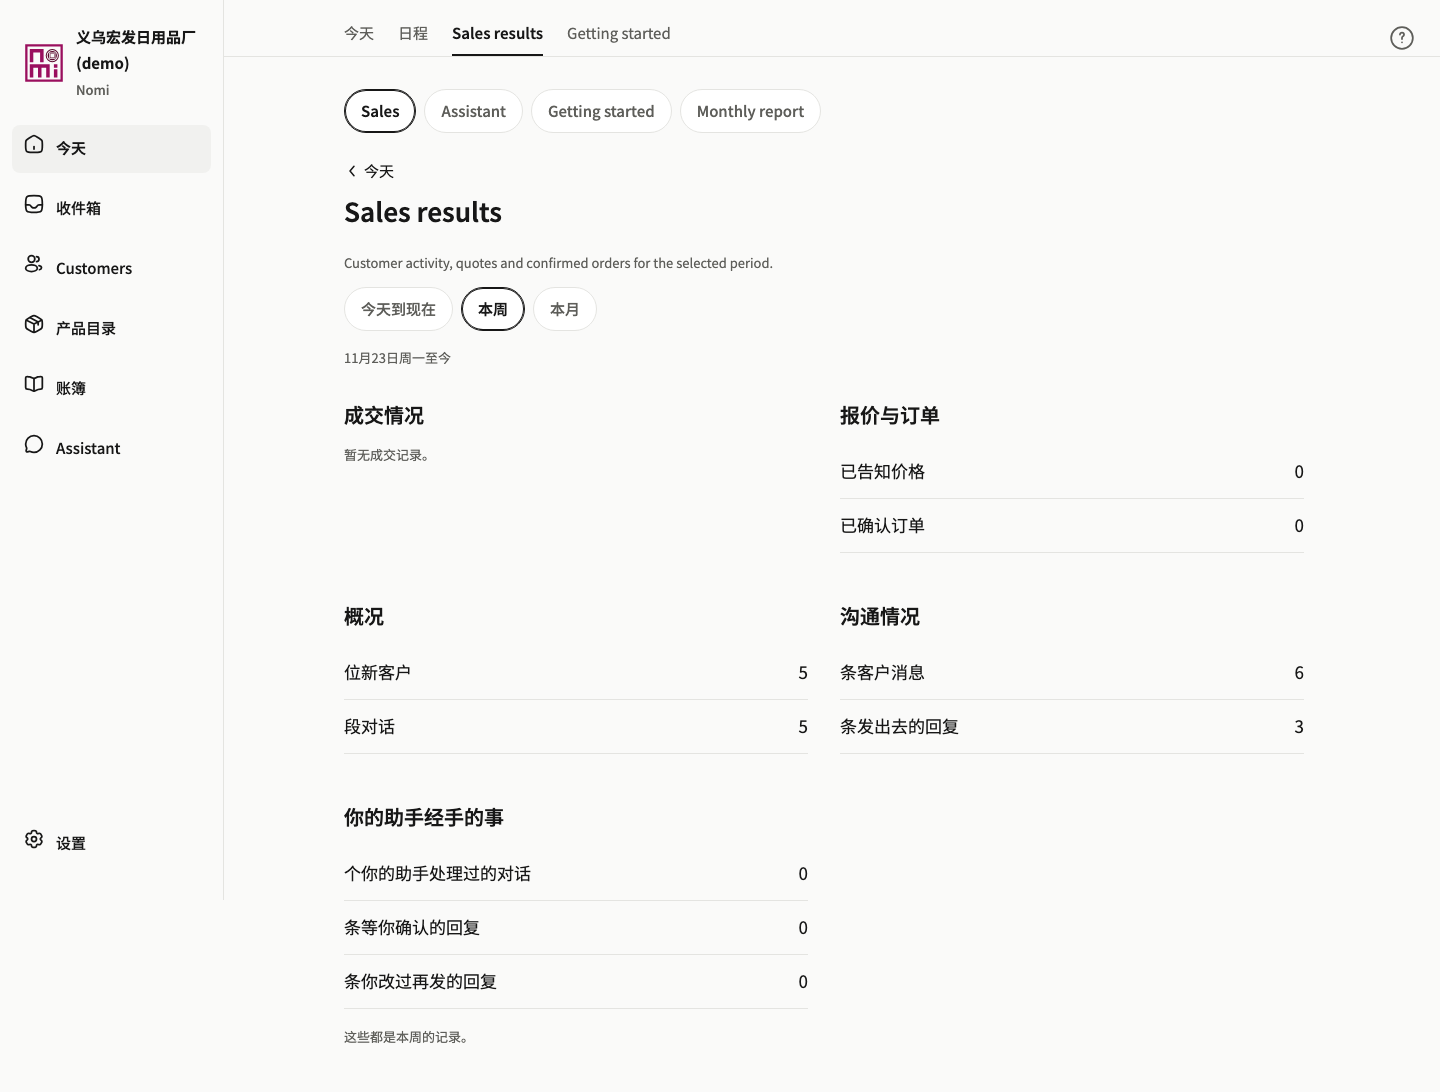 义乌宏发日用品厂
(demo)
Nomi
今天
收件箱
Customers
产品目录
账簿
Assistant
设置
今天 日程 Sales results Getting started
Sales Assistant Getting started Monthly report
今天
Sales results
Customer activity, quotes and confirmed orders for the selected period.
今天到现在 本周 本月
11月23日周一至今
成交情况
暂无成交记录。
报价与订单
已告知价格 0
已确认订单 0
概况
位新客户 5
段对话 5
沟通情况
条客户消息 6
条发出去的回复 3
你的助手经手的事
个你的助手处理过的对话 0
条等你确认的回复 0
条你改过再发的回复 0
这些都是本周的记录。